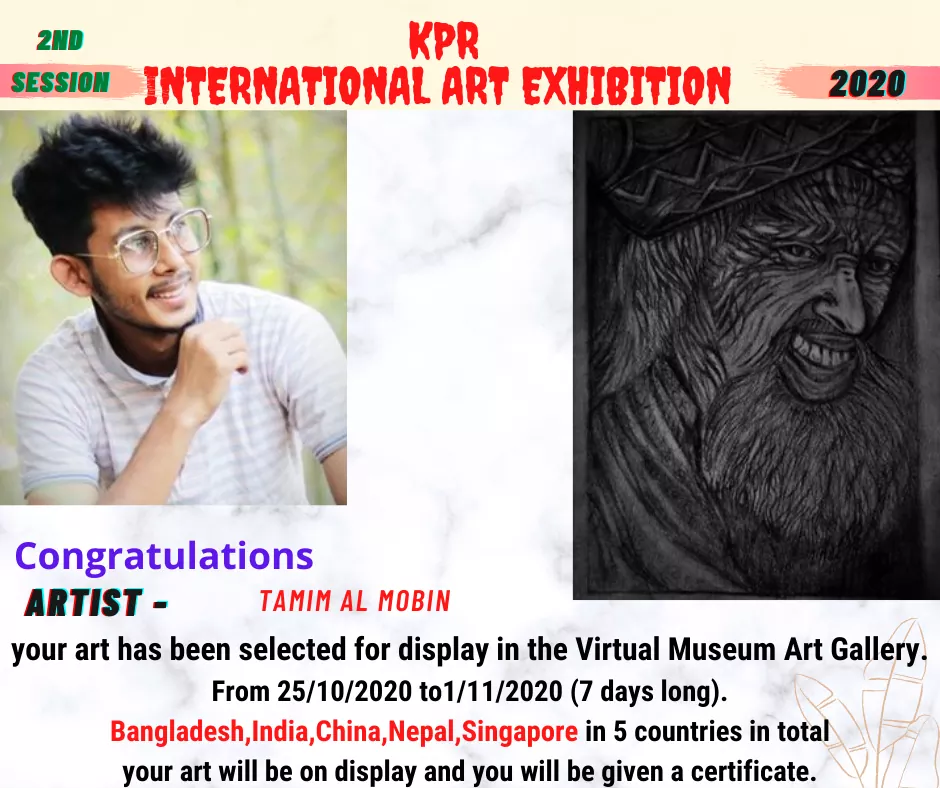 2ND
SESSION
KPR
INTERNATIONAL ART EXHIBITION
2020
Congratulations
ARTIST - TAMIM AL MOBIN
your art has been selected for display in the Virtual Museum Art Gallery.
From 25/10/2020 to1/11/2020 (7 days long).
Bangladesh,India,China,Nepal,Singapore in 5 countries in total
your art will be on display and you will be given a certificate.